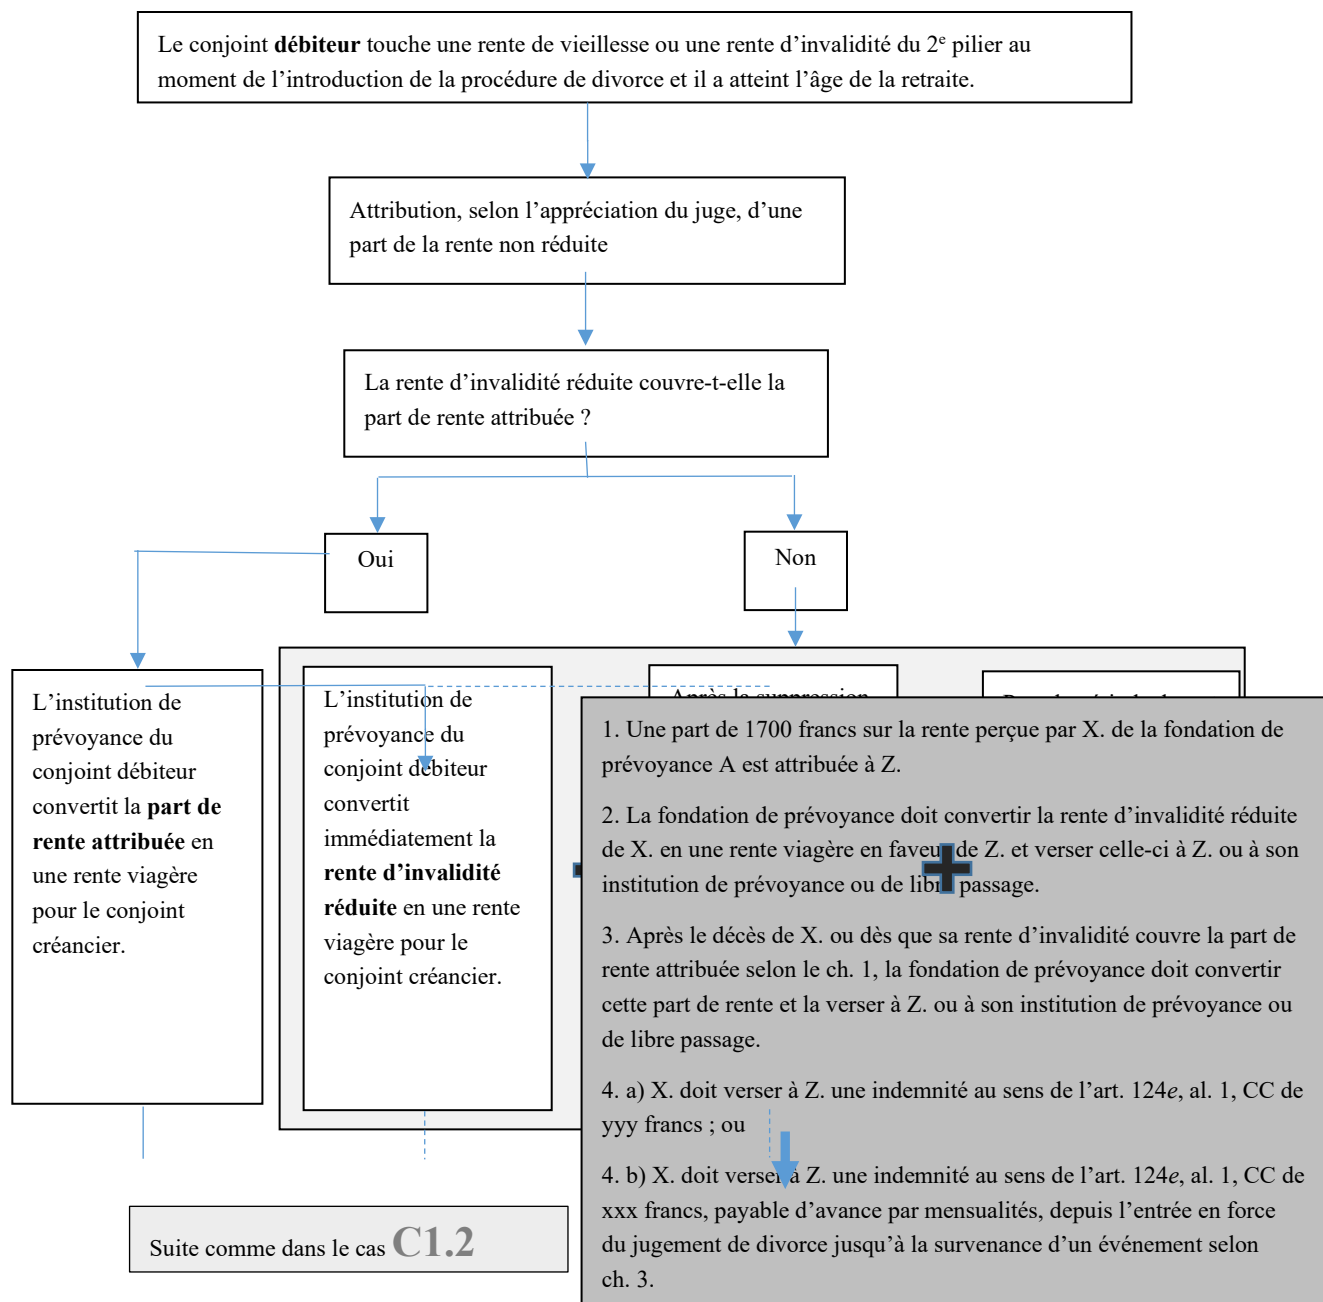 Le conjoint débiteur touche une rente de vieillesse ou une rente d’invalidité du 2e pilier au
moment de l’introduction de la procédure de divorce et il a atteint l’âge de la retraite.
Attribution, selon l’appréciation du juge, d’une
part de la rente non réduite
La rente d’invalidité réduite couvre-t-elle la
part de rente attribuée ?
Oui
Non
L’institution de
prévoyance du
conjoint débiteur
convertit la part de
rente attribuée en
une rente viagère
pour le conjoint
créancier.
L’institution de
prévoyance du
conjoint débiteur
convertit
immédiatement la
rente d’invalidité
réduite en une rente
viagère pour le
conjoint créancier.
Après la suppression
1. Une part de 1700 francs sur la rente perçue par X. de la fondation de
prévoyance A est attribuée à Z.
2. La fondation de prévoyance doit convertir la rente d’invalidité réduite
de X. en une rente viagère en faveur de Z. et verser celle-ci à Z. ou à son
institution de prévoyance ou de libre passage.
3. Après le décès de X. ou dès que sa rente d’invalidité couvre la part de
rente attribuée selon le ch. 1, la fondation de prévoyance doit convertir
cette part de rente et la verser à Z. ou à son institution de prévoyance ou
de libre passage.
4. a) X. doit verser à Z. une indemnité au sens de l’art. 124e, al. 1, CC de
yyy francs ; ou
4. b) X. doit verser à Z. une indemnité au sens de l’art. 124e, al. 1, CC de
xxx francs, payable d’avance par mensualités, depuis l’entrée en force
du jugement de divorce jusqu’à la survenance d’un événement selon
ch. 3.
Suite comme dans le cas C1.2